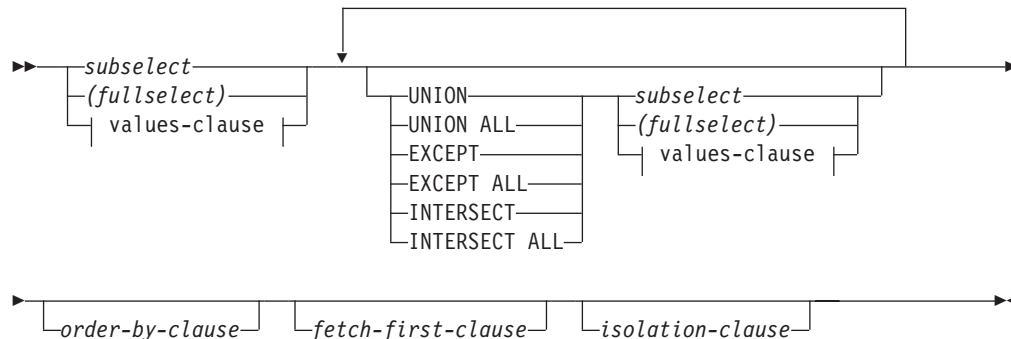 subselect
(fullselect)
values-clause
UNION
UNION ALL
EXCEPT
EXCEPT ALL
INTERSECT
INTERSECT ALL
subselect
(fullselect)
values-clause
order-by-clause
fetch-first-clause
isolation-clause